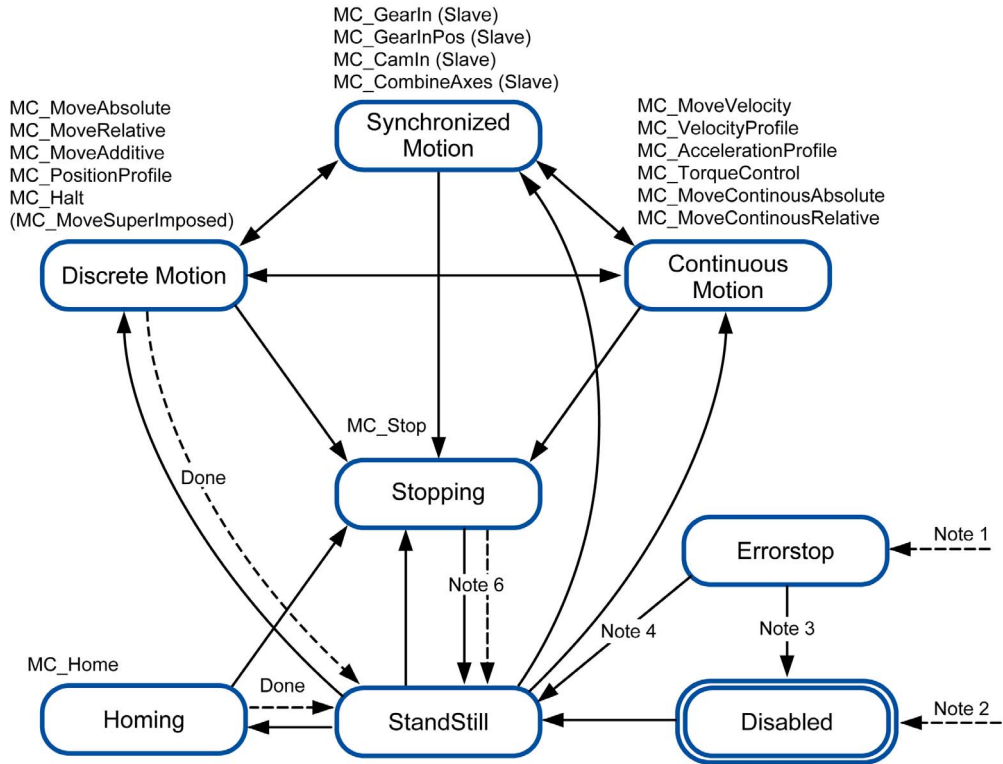 MC_GearIn (Slave)
MC_GearInPos (Slave)
MC_CamIn (Slave)
MC_CombineAxes (Slave)
Synchronized
Motion
MC_MoveAbsolute
MC_MoveRelative
MC_MoveAdditive
MC_PositionProfile
MC_Halt
(MC_MoveSuperImposed)
Discrete Motion
MC_MoveVelocity
MC_VelocityProfile
MC_AccelerationProfile
MC_TorqueControl
MC_MoveContinousAbsolute
MC_MoveContinousRelative
Continuous
Motion
MC_Stop
Stopping
Done
Note 6
Errorstop
Note 1
Note 4
Note 3
MC_Home
Homing
Done
StandStill
Disabled
Note 2